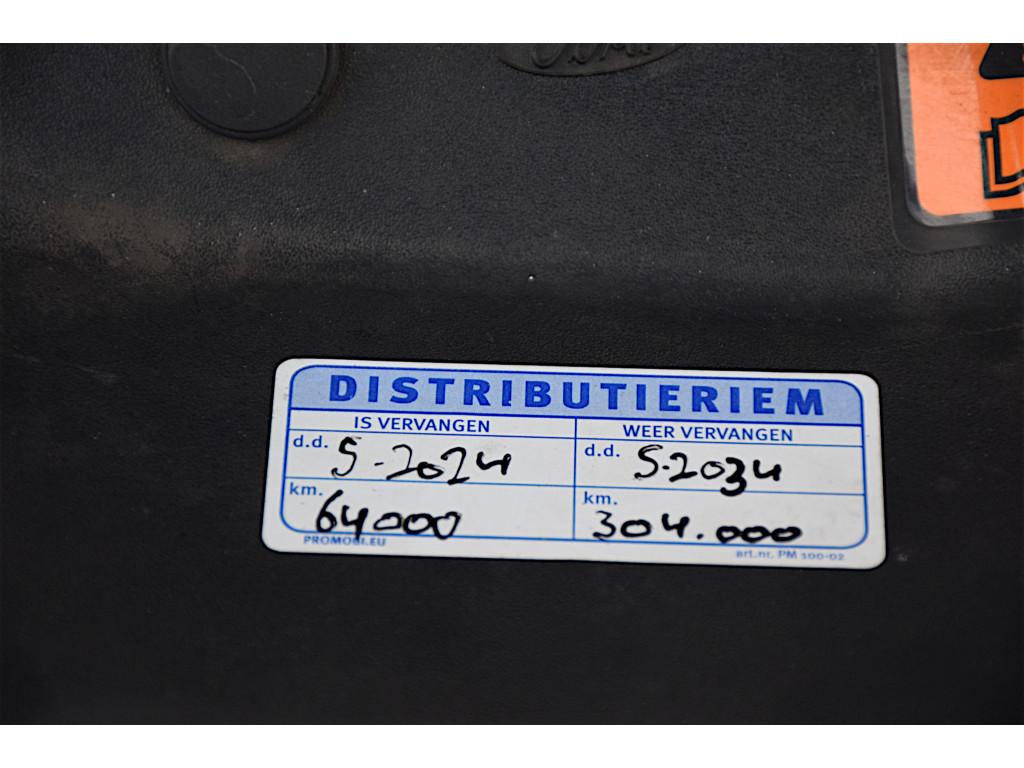 DISTRIBUTIERIEM
IS VERVANGEN
WEER VERVANGEN
d.d. 5-2024
d.d. 5.2034
km. 64000
km. 304.000
PROMOBI.EU
art.nr. PM 100-02